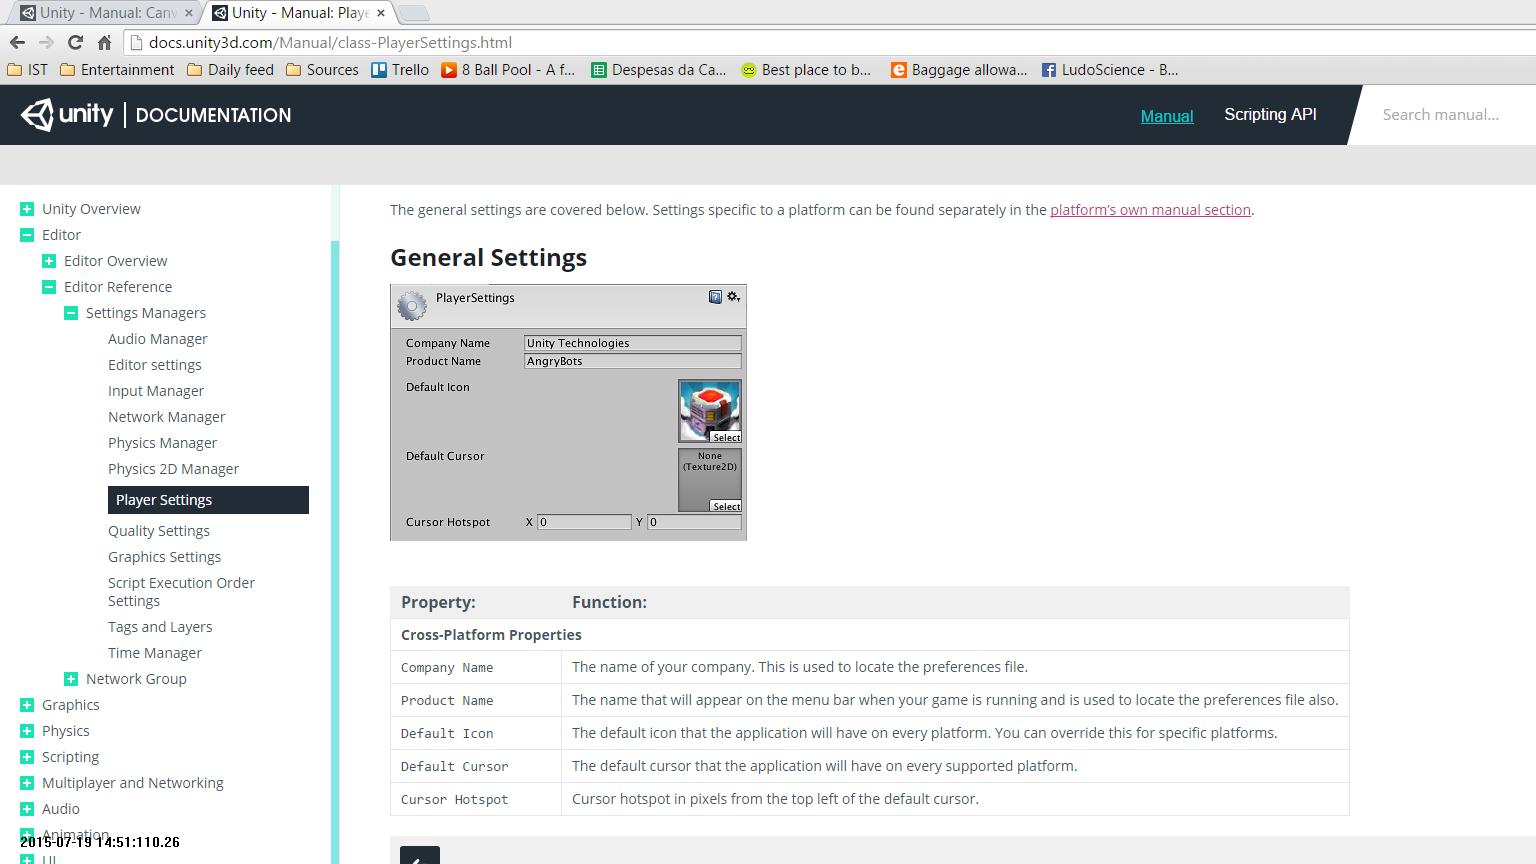 Unity - Manual: Canv
Unity - Manual: Playe
docs.unity3d.com/Manual/class-PlayerSettings.html
IST Entertainment Daily feed Sources Trello 8 Ball Pool - A f... Despesas da Ca... Best place to b... Baggage allowa... LudoScience - B...
unity DOCUMENTATION
Manual Scripting API Search manual...
Unity Overview
Editor
Editor Overview
Editor Reference
Settings Managers
Audio Manager
Editor settings
Input Manager
Network Manager
Physics Manager
Physics 2D Manager
Player Settings
Quality Settings
Graphics Settings
Script Execution Order
Settings
Tags and Layers
Time Manager
Network Group
Graphics
Physics
Scripting
Multiplayer and Networking
Audio
Animation
UI
2015-07-19 14:51:110.26
The general settings are covered below. Settings specific to a platform can be found separately in the platform's own manual section.
General Settings
PlayerSettings
Company Name Unity Technologies
Product Name AngryBots
Default Icon
Select
Default Cursor None
(Texture2D)
Select
Cursor Hotspot X 0 Y 0
Property: Function:
Cross-Platform Properties
Company Name The name of your company. This is used to locate the preferences file.
Product Name The name that will appear on the menu bar when your game is running and is used to locate the preferences file also.
Default Icon The default icon that the application will have on every platform. You can override this for specific platforms.
Default Cursor The default cursor that the application will have on every supported platform.
Cursor Hotspot Cursor hotspot in pixels from the top left of the default cursor.